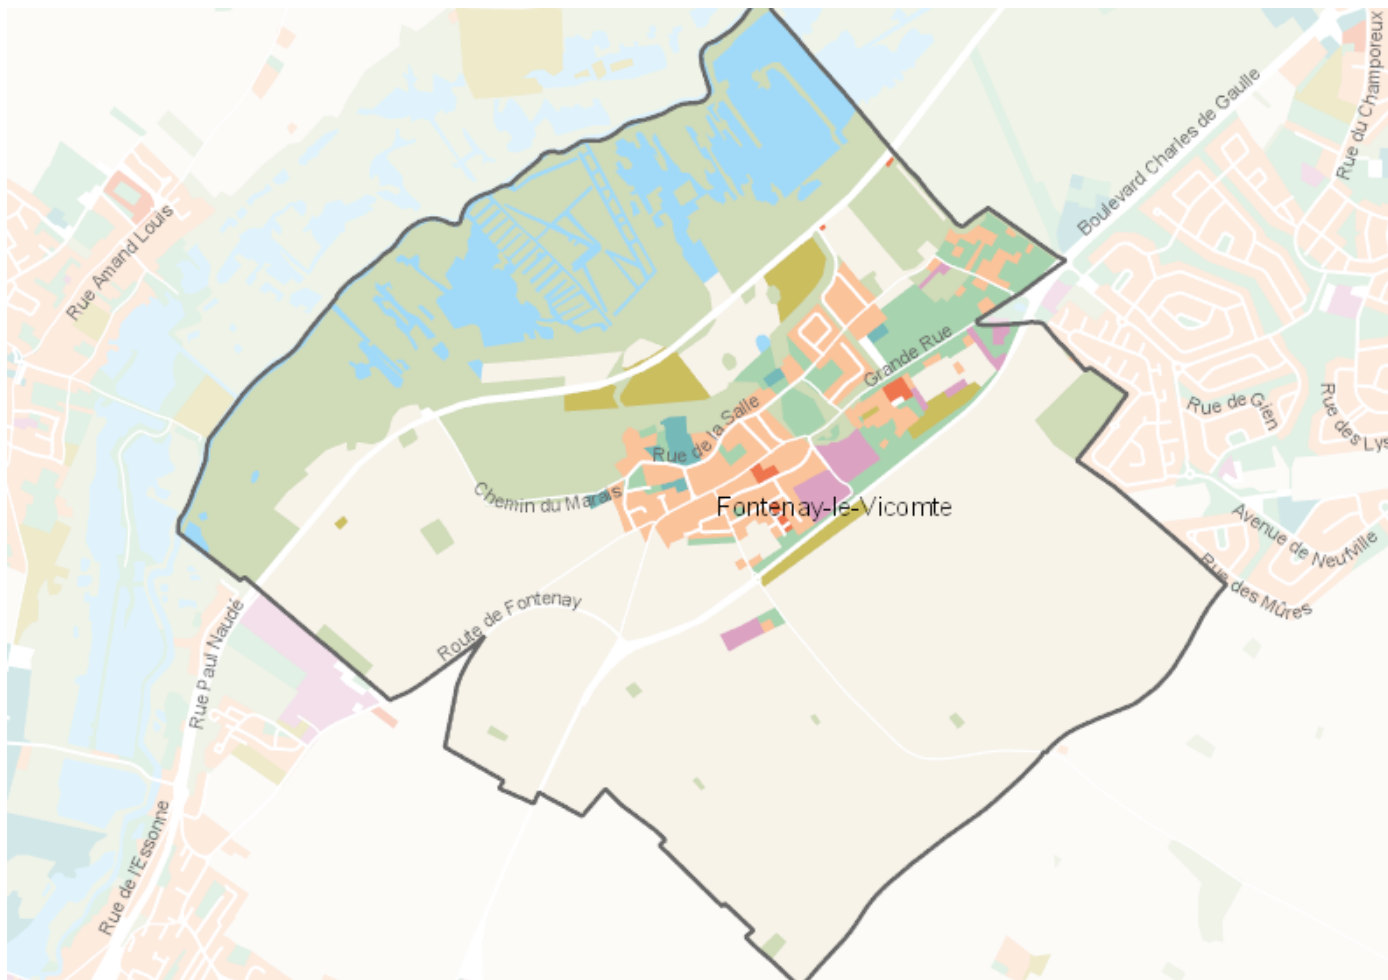 Rue du Champoreux
Boulevard Charles de Gaulle
Rue Amand Louis
Grande Rue
Rue de Gien
Rue des Lys
Rue de la Salle
Chemin du Marais
Fontenay-le-Vicomte
Avenue de Neufville
Rue des Mûres
Route de Fontenay
Rue Paul Naudé
Rue de l'Essonne